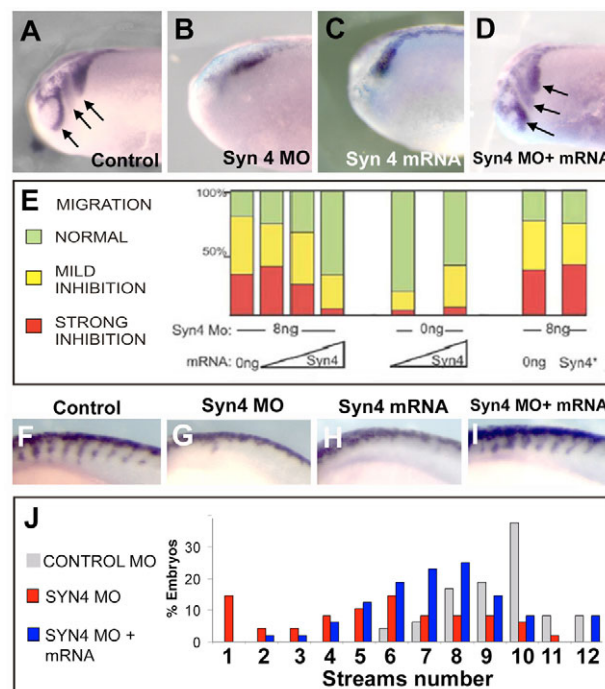 A
B
C
D
Control
Syn 4 MO
Syn 4 mRNA
Syn4 MO+ mRNA
E
MIGRATION
NORMAL
MILD
INHIBITION
STRONG
INHIBITION
100%
50%
Syn4 Mo: 8ng 0ng 8ng
mRNA: 0ng Syn4 Syn4 0ng Syn4*
Control
Syn4 MO
Syn4 mRNA
Syn4 MO+ mRNA
F
G
H
I
J
CONTROL MO
SYN4 MO
SYN4 MO +
mRNA
% Embryos
30
20
10
0
1 2 3 4 5 6 7 8 9 10 11 12
Streams number